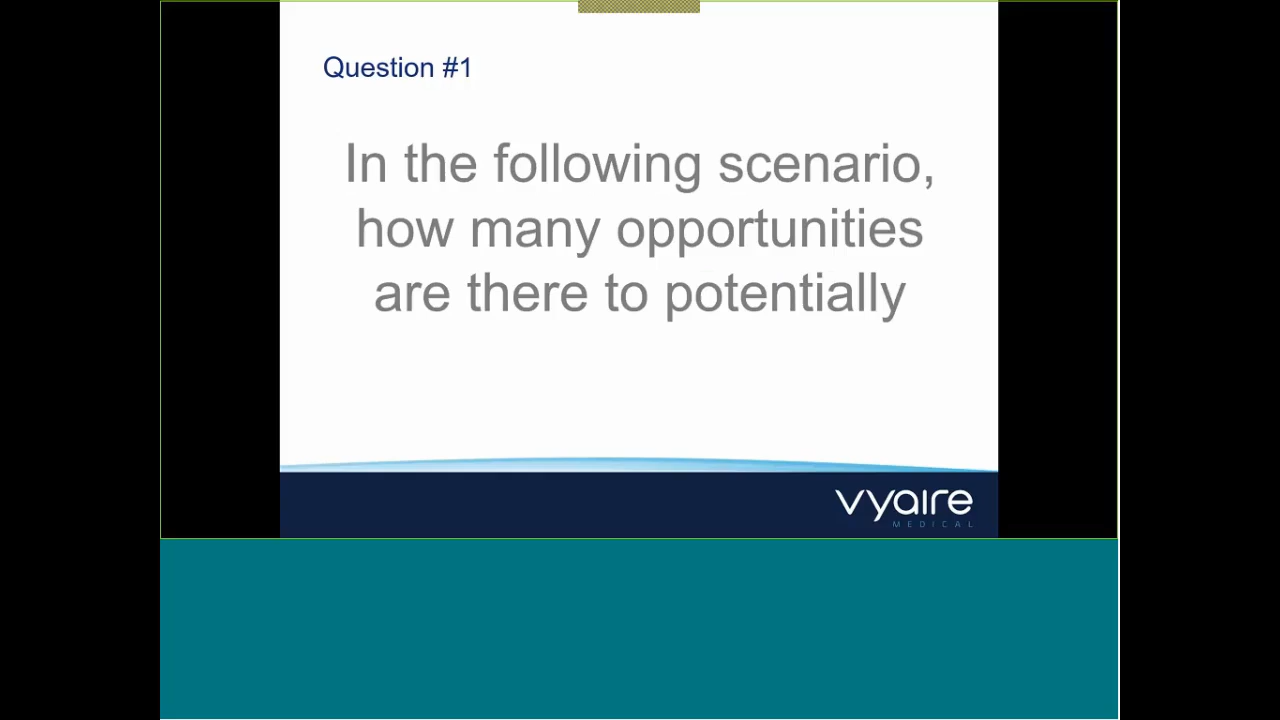 Question #1
In the following scenario,
how many opportunities
are there to potentially
vyaire
MEDICAL